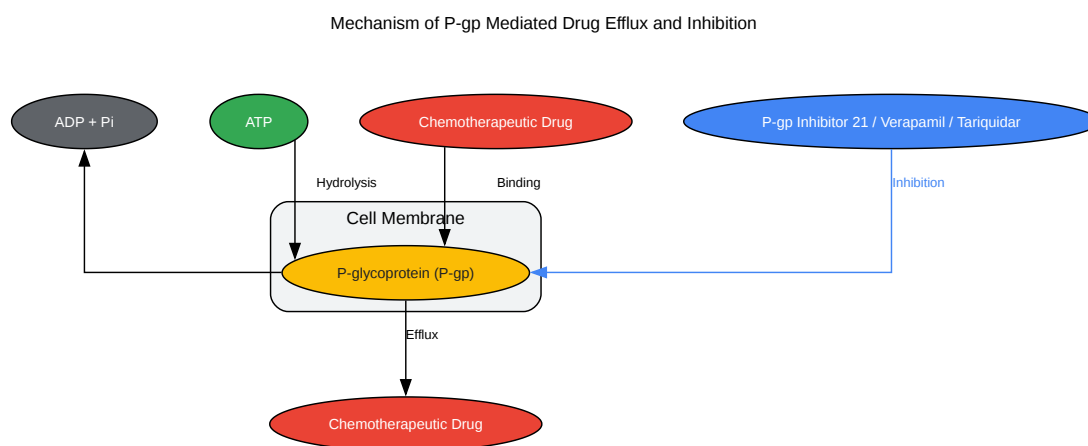 Mechanism of P-gp Mediated Drug Efflux and Inhibition
ADP + Pi
ATP
Chemotherapeutic Drug
P-gp Inhibitor 21 / Verapamil / Tariquidar
Hydrolysis
Binding
Inhibition
Cell Membrane
P-glycoprotein (P-gp)
Efflux
Chemotherapeutic Drug